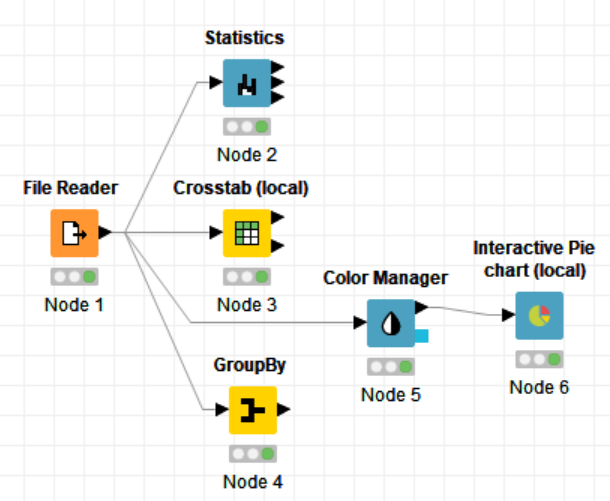 Statistics
Node 2
File Reader
Node 1
Crosstab (local)
Node 3
Color Manager
Node 5
Interactive Pie
chart (local)
Node 6
GroupBy
Node 4